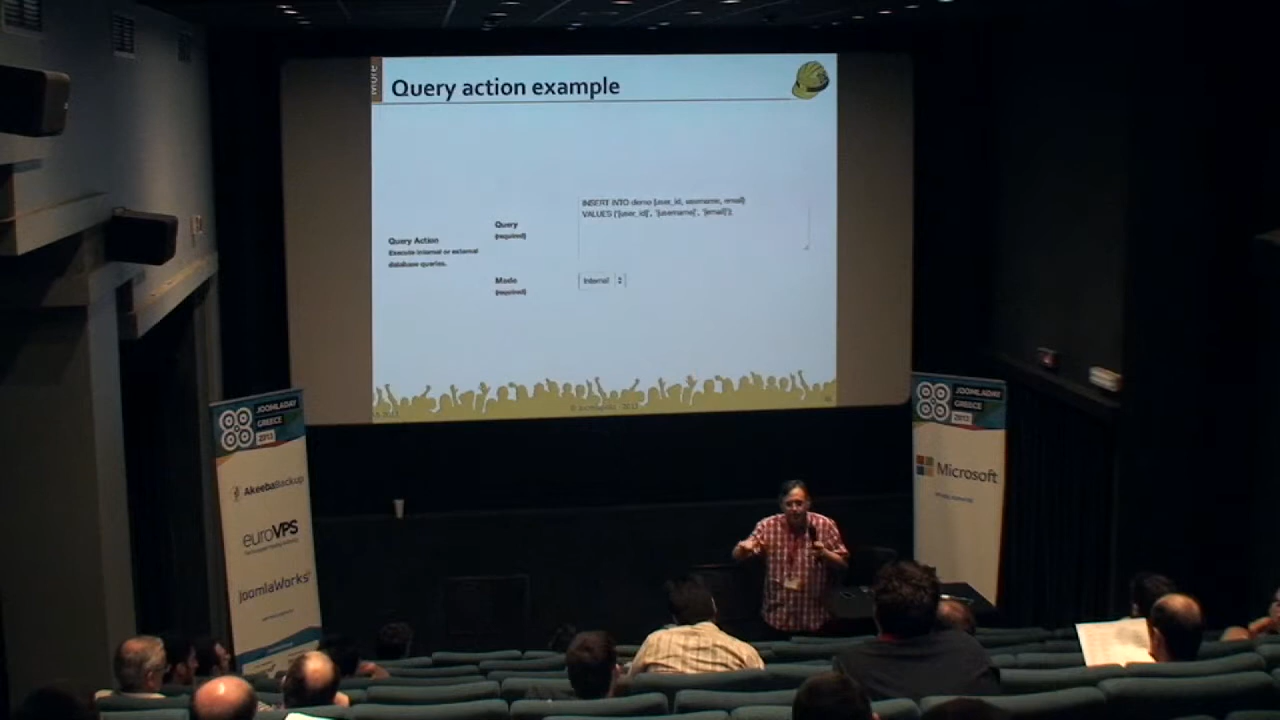 More
Query action example
INSERT INTO demo (user_id, username, email)
VALUES ('[user_id]', '[username]', '[email]');
Query
(required)
Query Action
Execute internal or external
database queries.
Mode
(required)
Internal
JOOMLADAY
GREECE
2013
AkeebaBackup
euroVPS
JoomlaWorks
JOOMLADAY
GREECE
2013
Microsoft